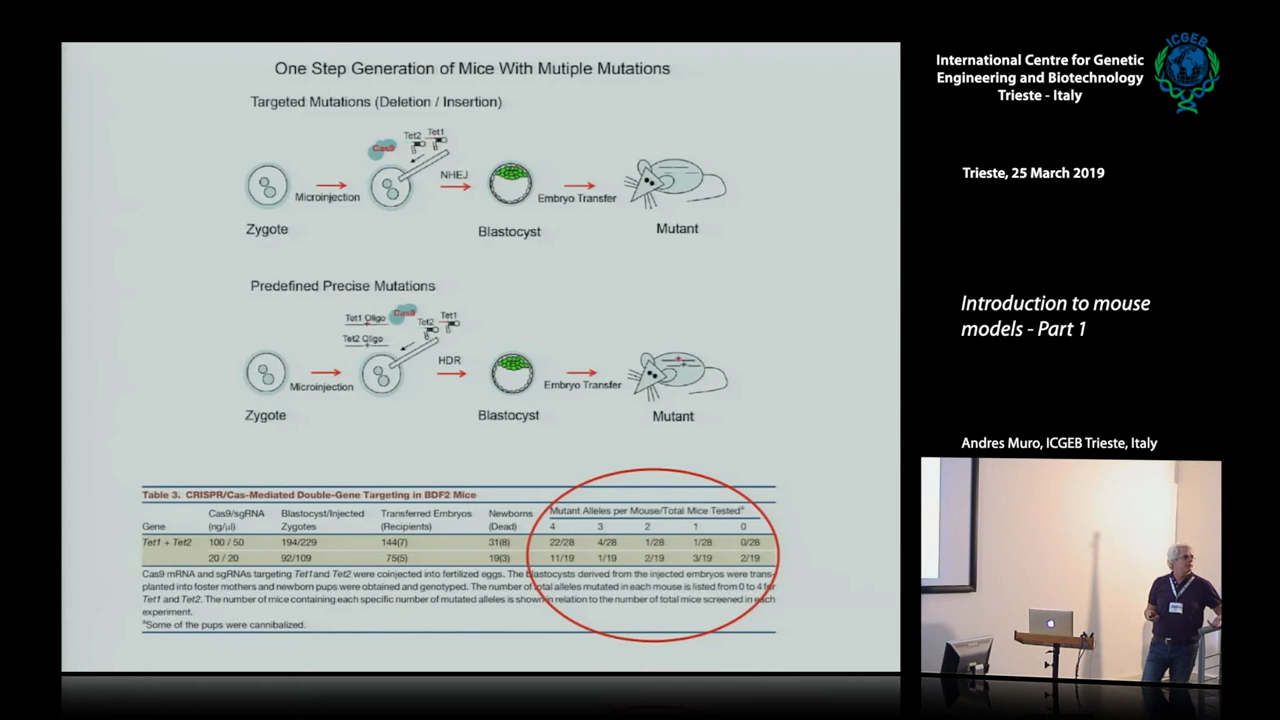 One Step Generation of Mice With Mutiple Mutations
Targeted Mutations (Deletion / Insertion)
Cas9
Tet2 Tet1
Microinjection
NHEJ
Embryo Transfer
Zygote
Blastocyst
Mutant
Predefined Precise Mutations
Tet1 Oligo
Cas9
Tet2 Tet1
Tet2 Oligo
Microinjection
HDR
Embryo Transfer
Zygote
Blastocyst
Mutant
Table 3. CRISPR/Cas-Mediated Double-Gene Targeting in BDF2 Mice
Gene
Cas9/sgRNA
(ng/μl)
Blastocyst/Injected
Zygotes
Transferred Embryos
(Recipients)
Newborns
(Dead)
Mutant Alleles per Mouse/Total Mice Testedª
4 3 2 1 0
Tet1 + Tet2 100 / 50 194/229 144(7) 31(8) 22/28 4/28 1/28 1/28 0/28
20 / 20 92/109 75(5) 19(3) 11/19 1/19 2/19 3/19 2/19
Cas9 mRNA and sgRNAs targeting Tet1and Tet2 were coinjected into fertilized eggs. The blastocysts derived from the injected embryos were trans-
planted into foster mothers and newborn pups were obtained and genotyped. The number of total alleles mutated in each mouse is listed from 0 to 4 for
Tet1 and Tet2. The number of mice containing each specific number of mutated alleles is shown in relation to the number of total mice screened in each
experiment.
ªSome of the pups were cannibalized.
International Centre for Genetic
Engineering and Biotechnology
Trieste - Italy
ICGEB
Trieste, 25 March 2019
Introduction to mouse
models - Part 1
Andres Muro, ICGEB Trieste, Italy